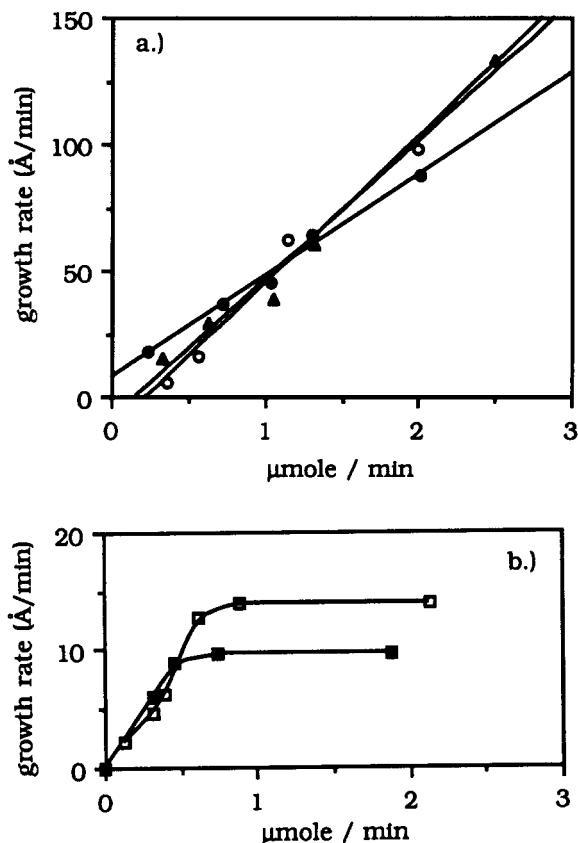 a.)
growth rate (Å/min)
150
100
50
0
0 1 2 3
μmole / min
b.)
growth rate (Å/min)
20
10
0
0 1 2 3
μmole / min